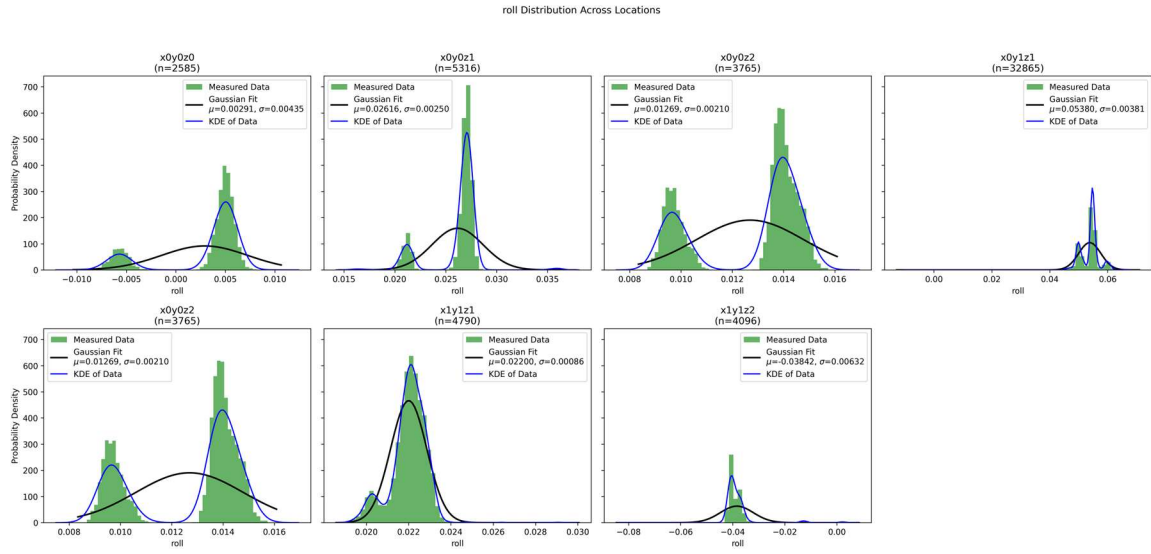 roll Distribution Across Locations
x0y0z0
(n=2585)
Measured Data
Gaussian Fit
μ=0.00291, σ=0.00435
KDE of Data
Probability Density
700
600
500
400
300
200
100
0
−0.010
−0.005
0.000
0.005
0.010
roll
x0y0z1
(n=5316)
Measured Data
Gaussian Fit
μ=0.02616, σ=0.00250
KDE of Data
0.015
0.020
0.025
0.030
0.035
roll
x0y0z2
(n=3765)
Measured Data
Gaussian Fit
μ=0.01269, σ=0.00210
KDE of Data
0.008
0.010
0.012
0.014
0.016
roll
x0y1z1
(n=32865)
Measured Data
Gaussian Fit
μ=0.05380, σ=0.00381
KDE of Data
0.00
0.02
0.04
0.06
roll
x0y0z2
(n=3765)
Measured Data
Gaussian Fit
μ=0.01269, σ=0.00210
KDE of Data
Probability Density
700
600
500
400
300
200
100
0
0.008
0.010
0.012
0.014
0.016
roll
x1y1z1
(n=4790)
Measured Data
Gaussian Fit
μ=0.02200, σ=0.00086
KDE of Data
0.020
0.022
0.024
0.026
0.028
0.030
roll
x1y1z2
(n=4096)
Measured Data
Gaussian Fit
μ=-0.03842, σ=0.00632
KDE of Data
−0.08
−0.06
−0.04
−0.02
0.00
roll